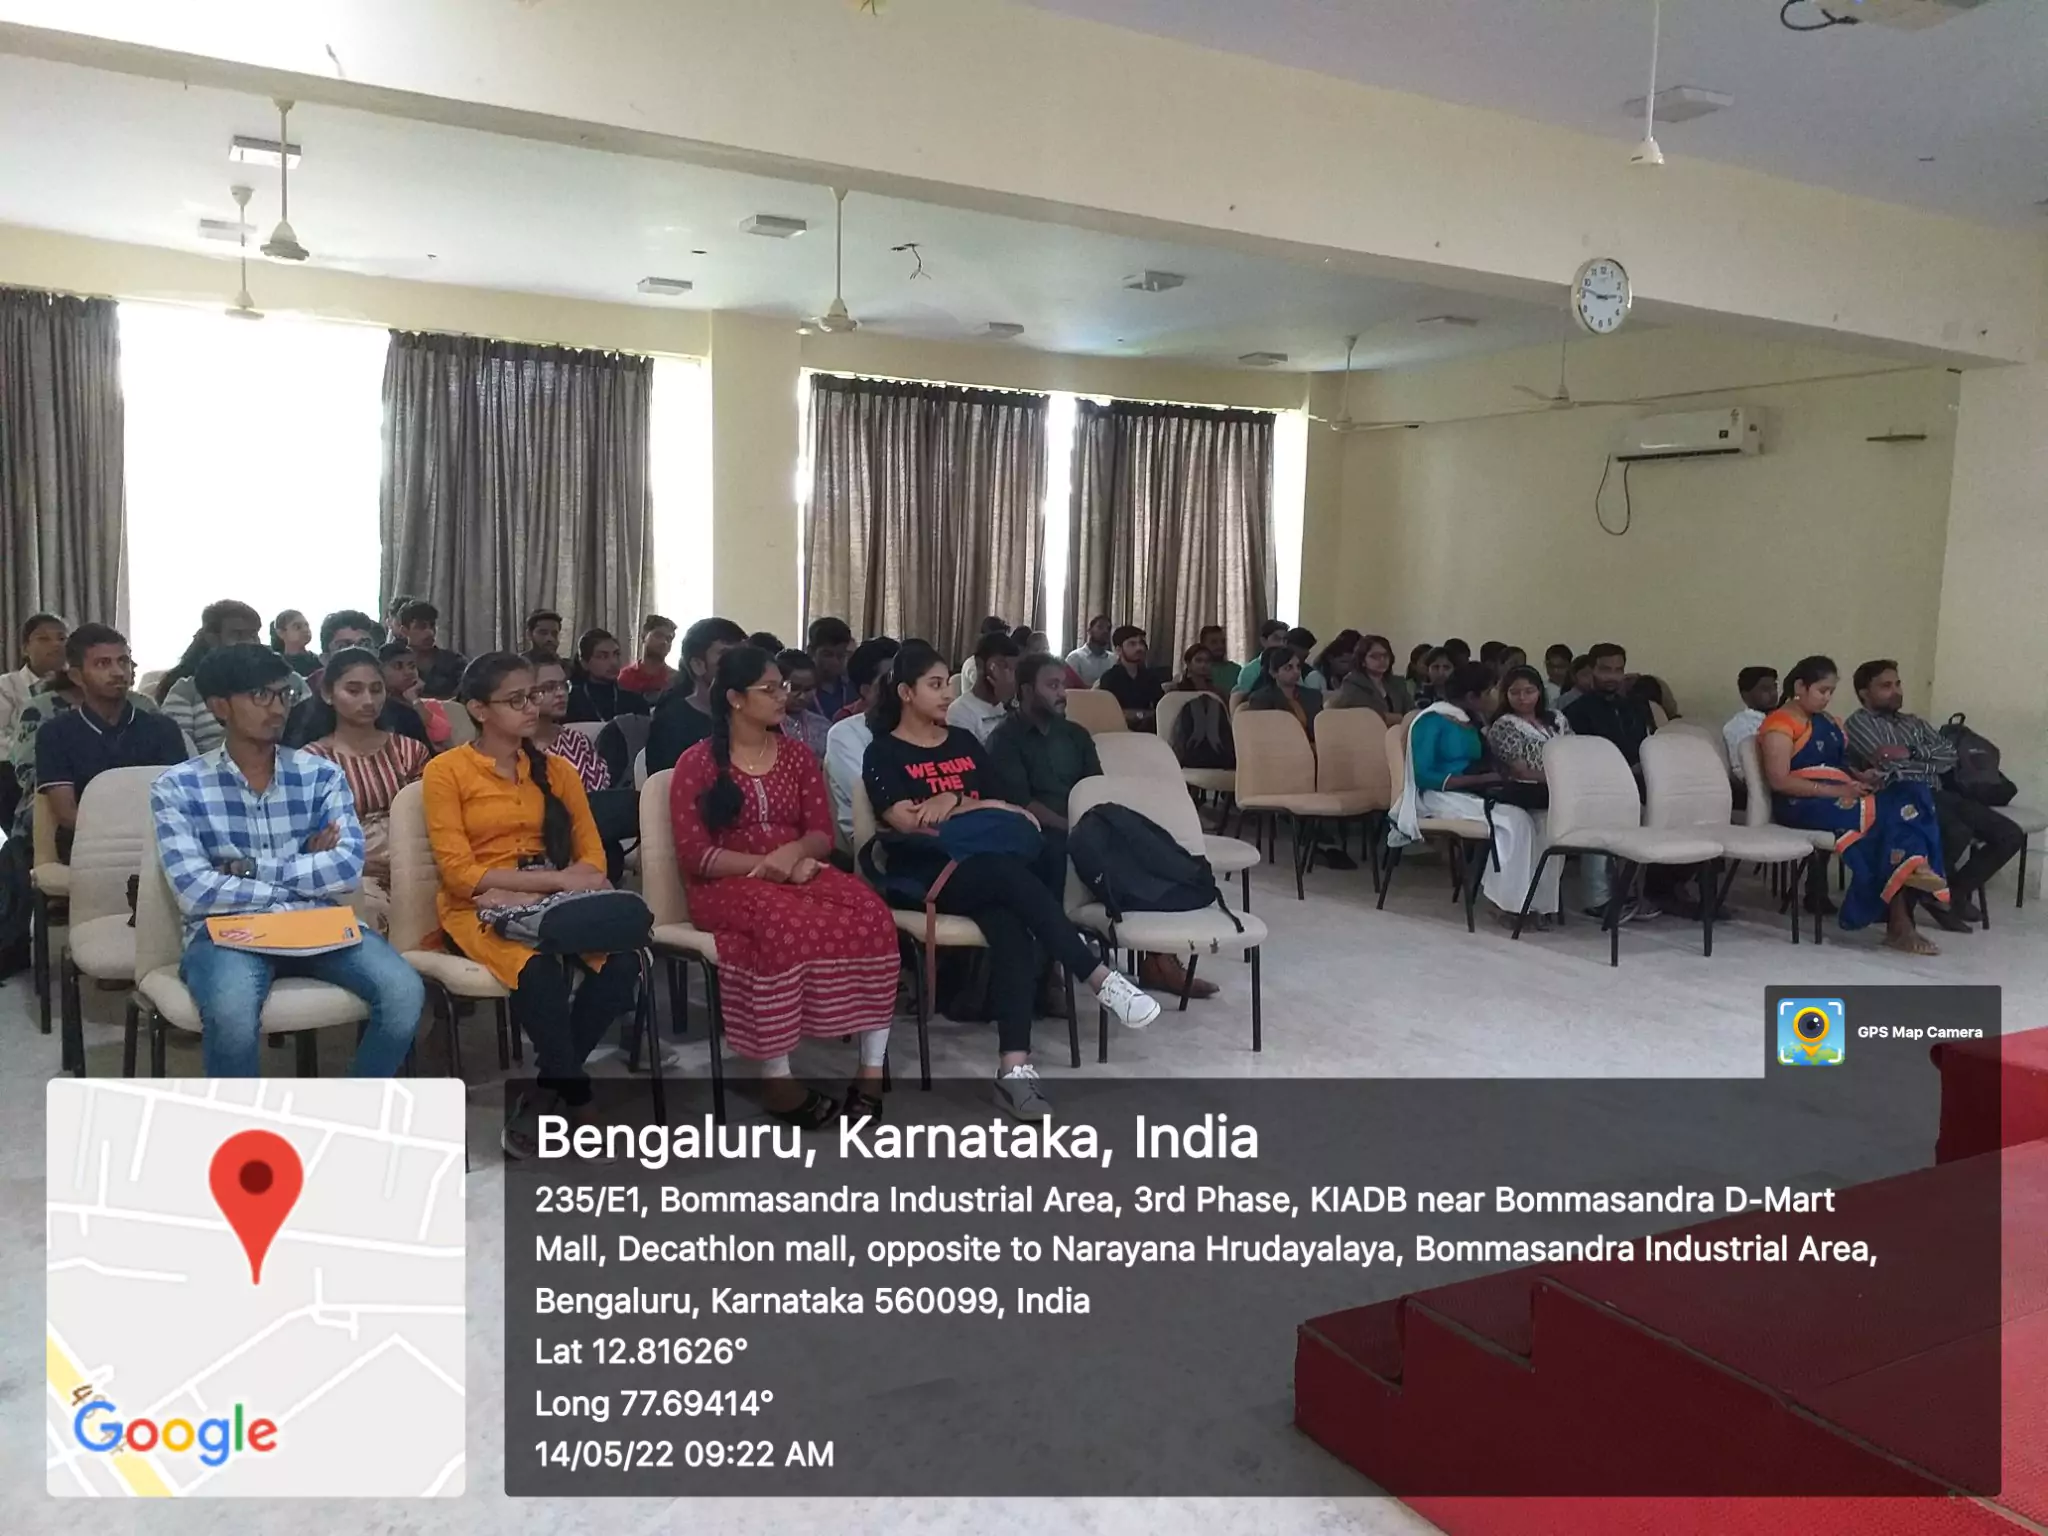 WE RUN
THE
GPS Map Camera
Bengaluru, Karnataka, India
235/E1, Bommasandra Industrial Area, 3rd Phase, KIADB near Bommasandra D-Mart
Mall, Decathlon mall, opposite to Narayana Hrudayalaya, Bommasandra Industrial Area,
Bengaluru, Karnataka 560099, India
Lat 12.81626°
Long 77.69414°
14/05/22 09:22 AM
Google